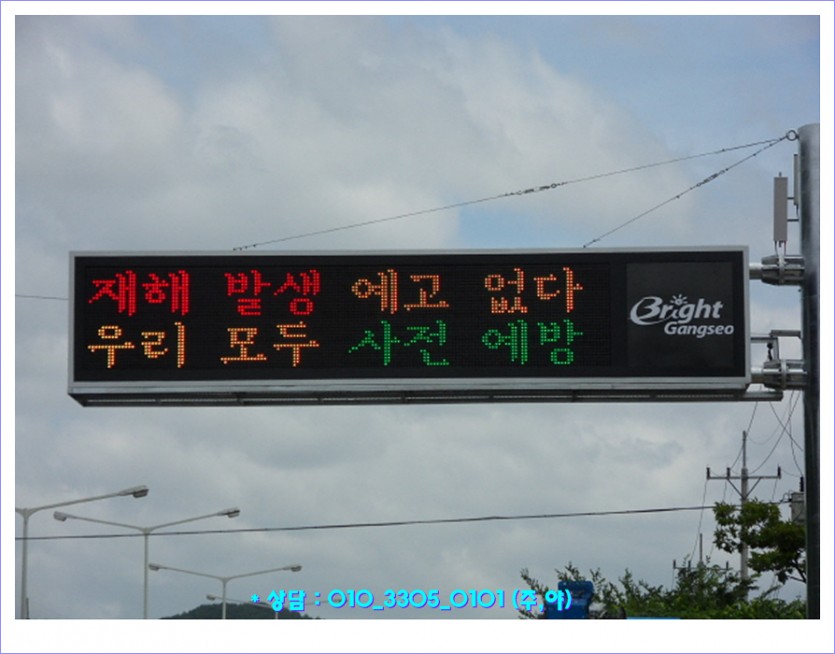 재해 발생 에고 없다
우리 모두 사전 예방
Bright
Gangseo
* 상담 : 010_3305_0101 (주,야)